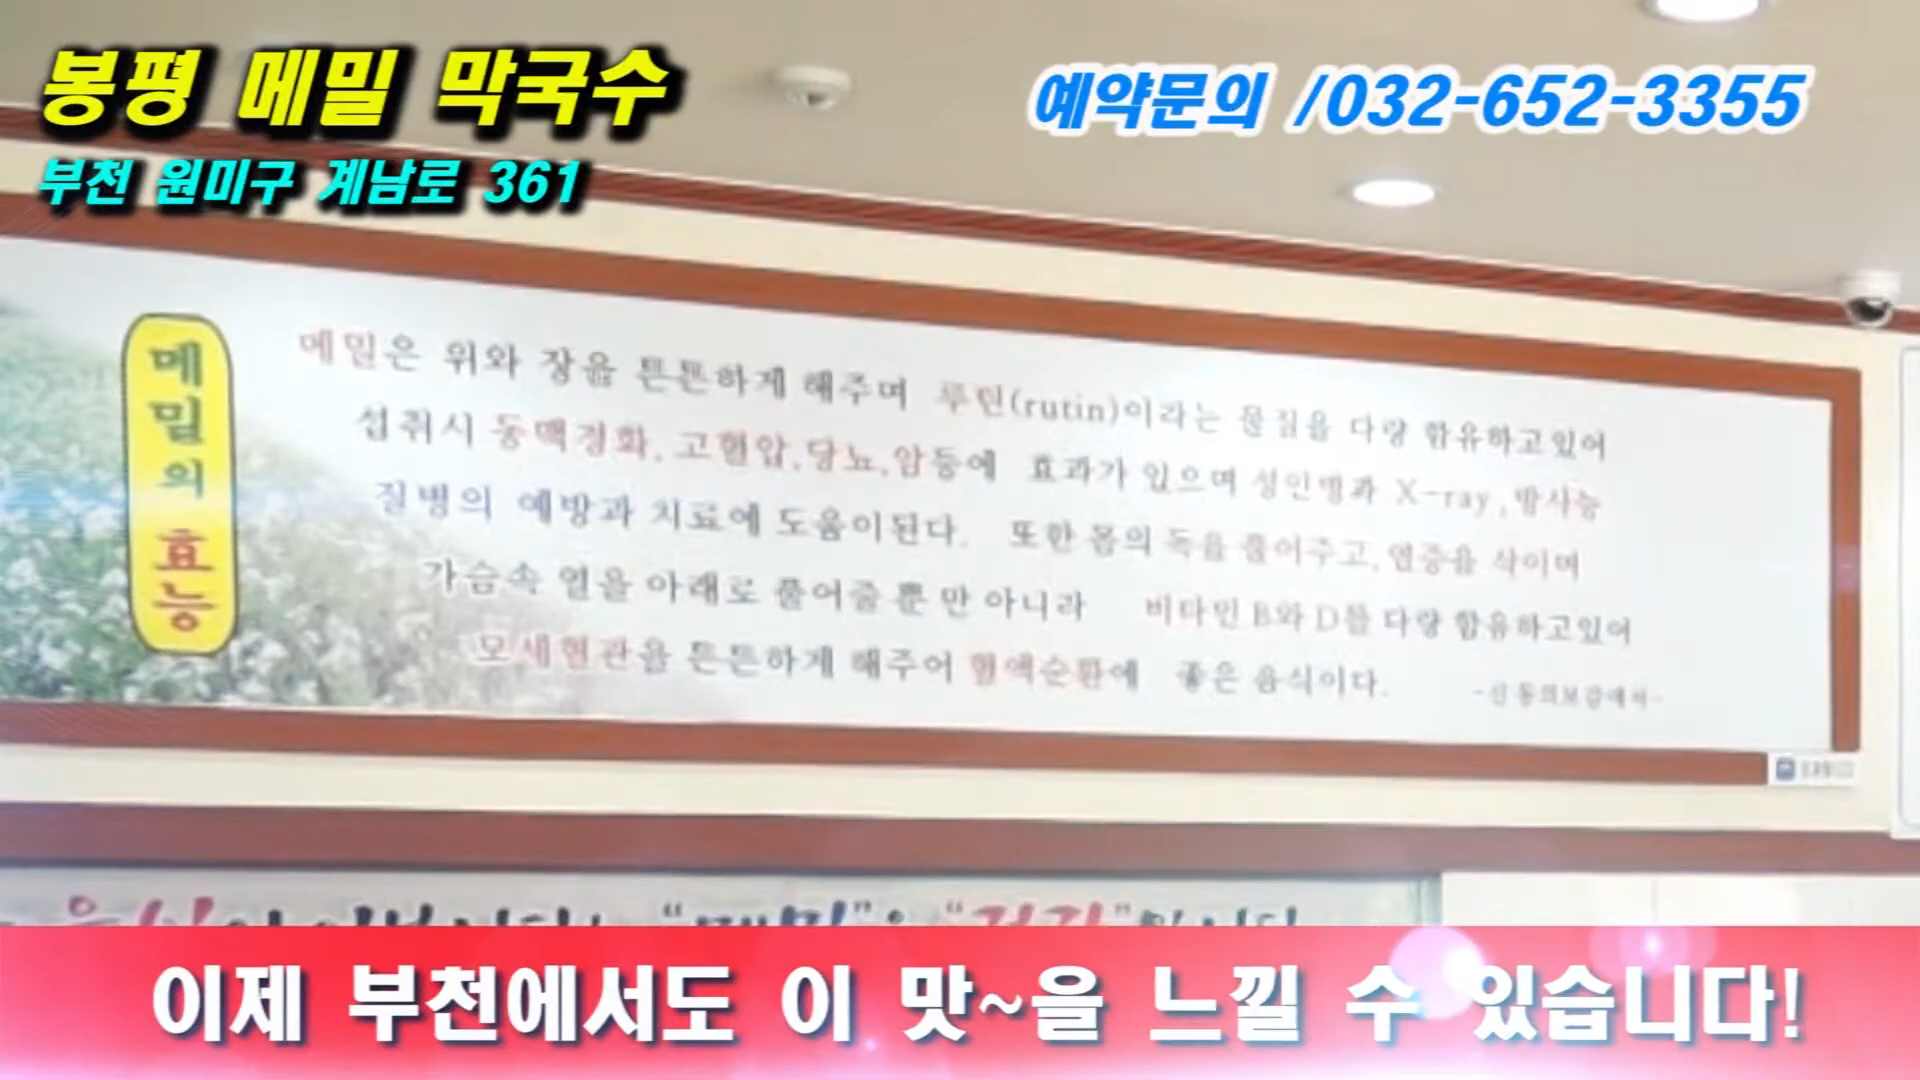 봉평 메밀 막국수
예약문의 /032-652-3355
부천 원미구 계남로 361
메밀의 효능
메밀은 위와 장을 튼튼하게 해주며 루틴(rutin)이라는 물질을 다량 함유하고있어
섭취시 동맥경화, 고혈압,당뇨,암등에 효과가 있으며 성인병과 X-ray,방사능
질병의 예방과 치료에 도움이된다. 또한 몸의 독을 풀어주고,염증을 삭이며
가슴속 열을 아래로 풀어줄 뿐만 아니라 비타민 B와 D를 다량 함유하고있어
모세혈관을 튼튼하게 해주어 혈액순환에 좋은 음식이다.
-신동의보감에서-
이제 부천에서도 이 맛~을 느낄 수 있습니다!